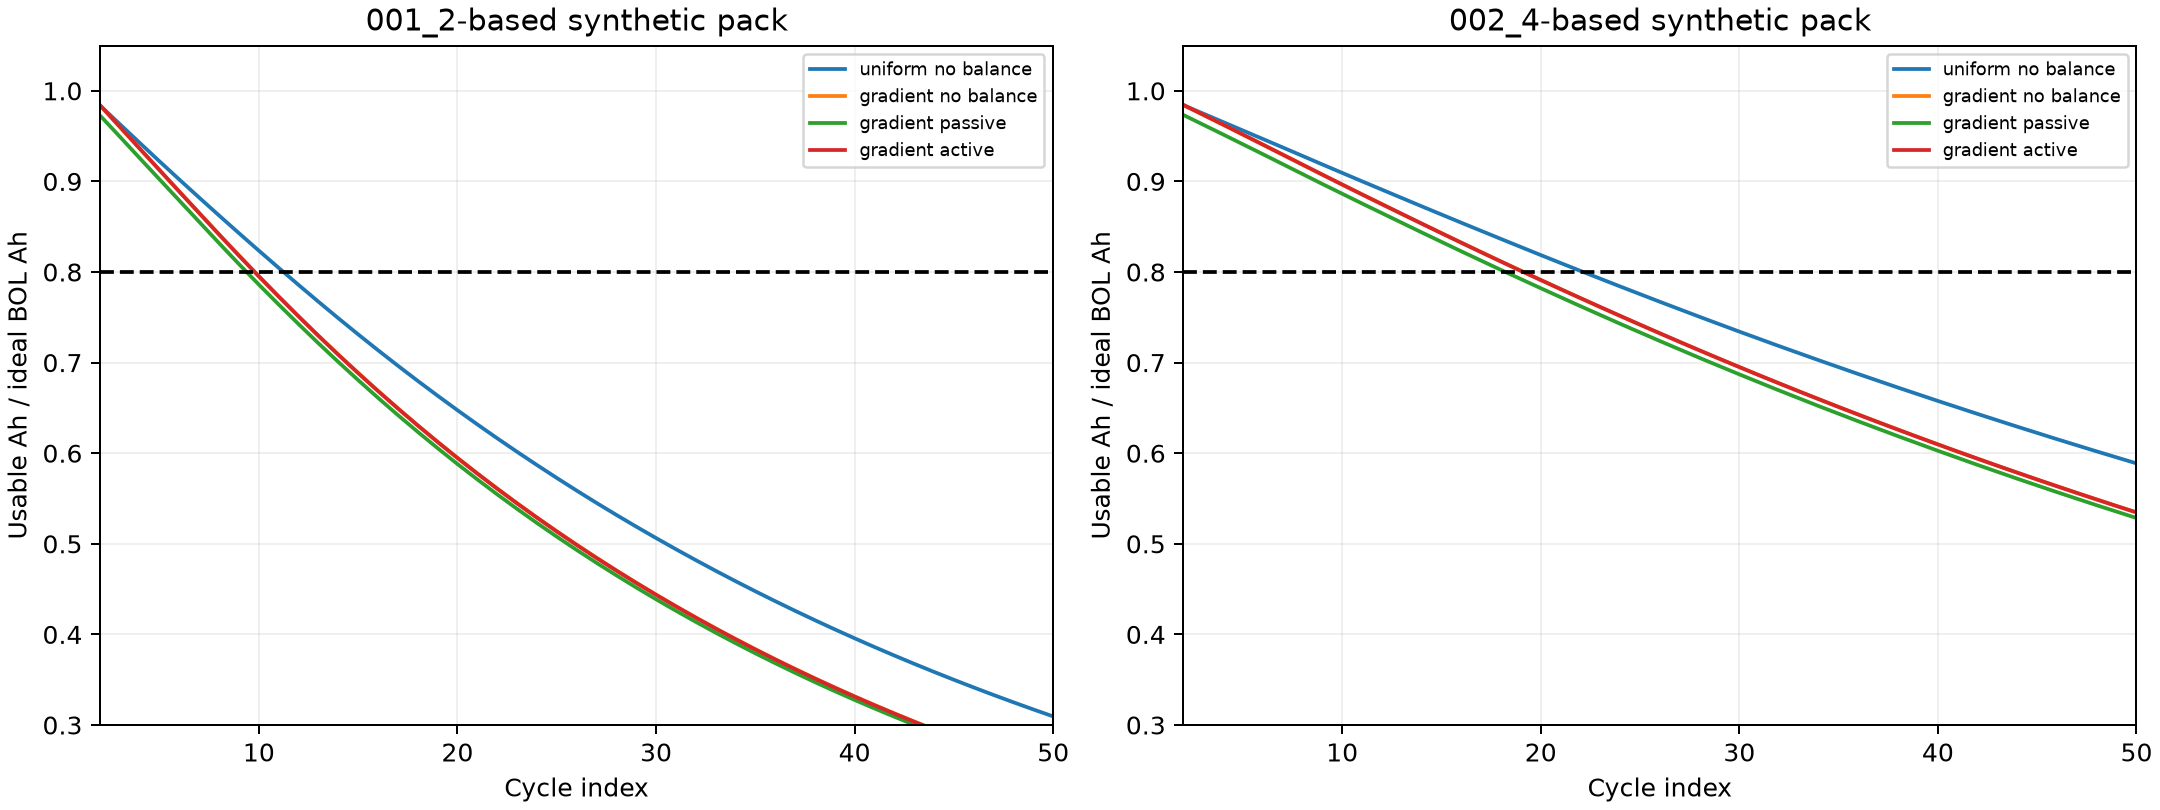 001_2-based synthetic pack
Usable Ah / ideal BOL Ah
1.0
0.9
0.8
0.7
0.6
0.5
0.4
0.3
uniform no balance
gradient no balance
gradient passive
gradient active
10
20
30
40
50
Cycle index
002_4-based synthetic pack
Usable Ah / ideal BOL Ah
1.0
0.9
0.8
0.7
0.6
0.5
0.4
0.3
uniform no balance
gradient no balance
gradient passive
gradient active
10
20
30
40
50
Cycle index